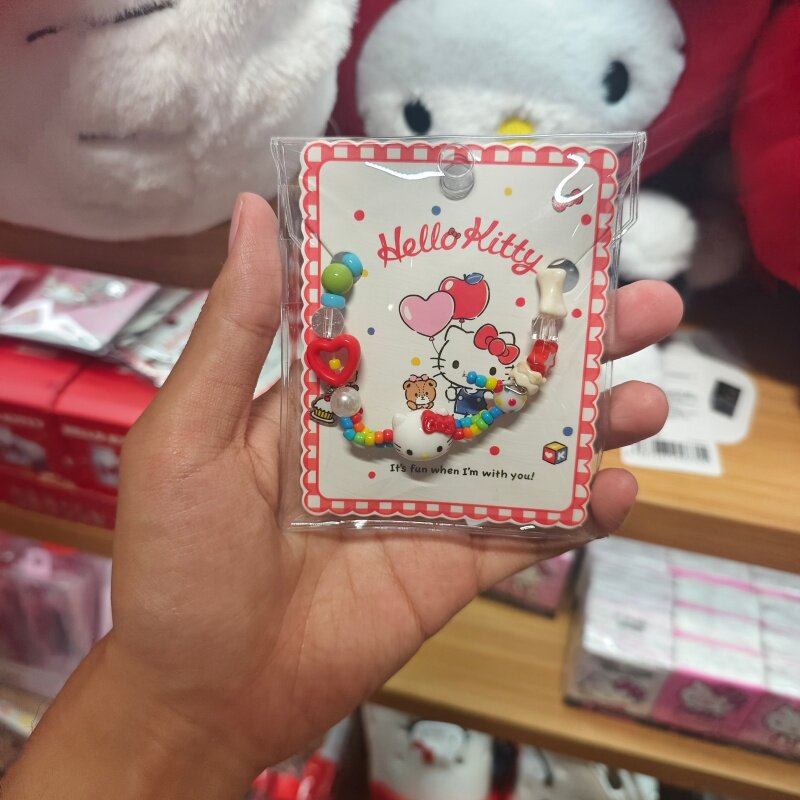 Hello Kitty
It's fun when I'm with you!
K